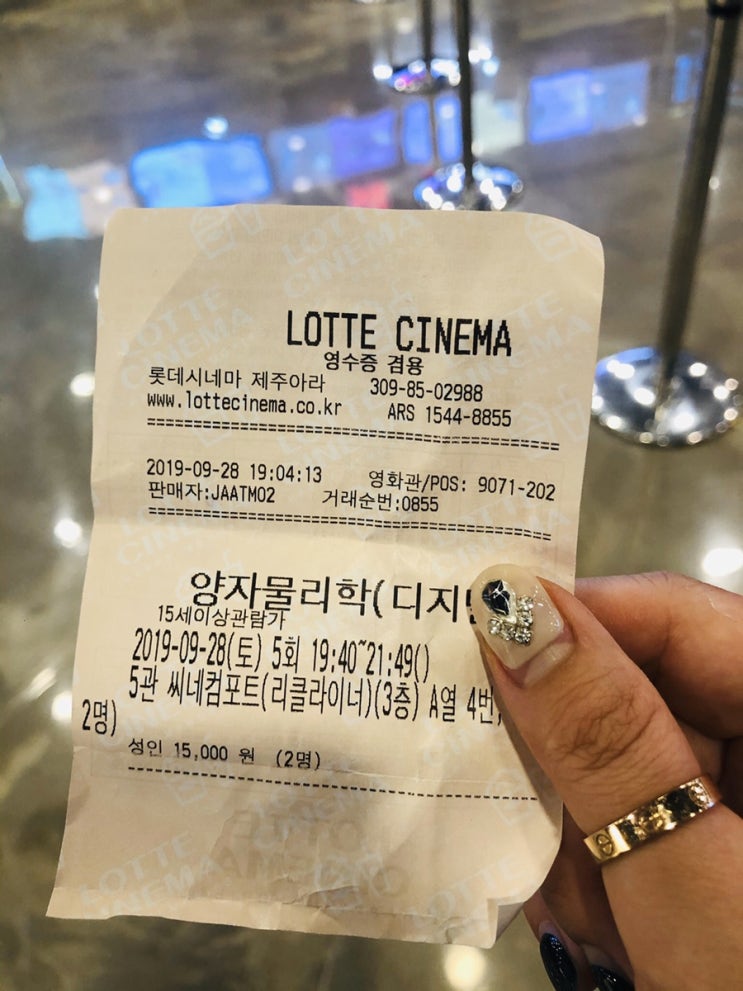 LOTTE CINEMA
영수증 겸용
롯데시네마 제주아라 309-85-02988
www.lottecinema.co.kr ARS 1544-8855
2019-09-28 19:04:13 영화관/POS: 9071-202
판매자:JAATM02 거래순번:0855
양자물리학(디지
15세이상관람가
2019-09-28(토) 5회 19:40~21:49()
5관 씨네컴포트(리클라이너)(3층) A열 4번,
2명)
성인 15,000 원 (2명)